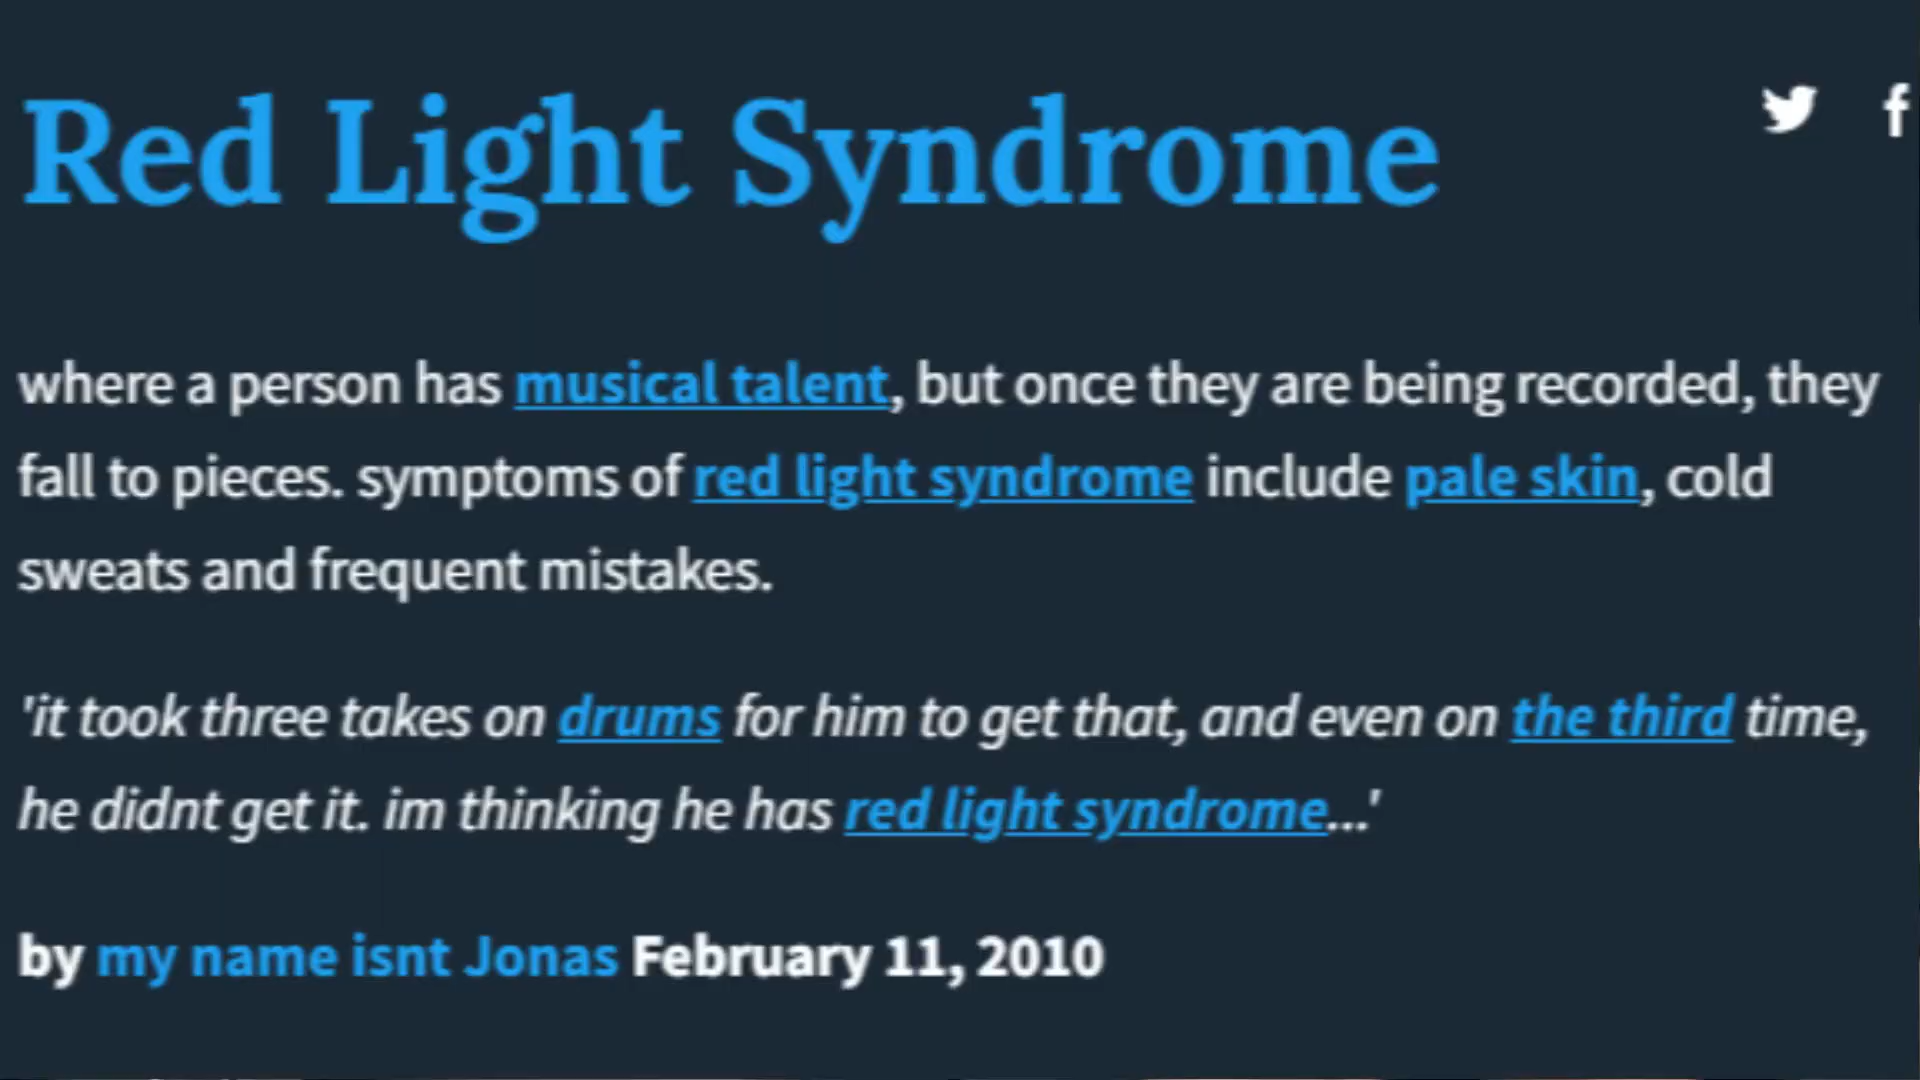 Red Light Syndrome
where a person has musical talent, but once they are being recorded, they
fall to pieces. symptoms of red light syndrome include pale skin, cold
sweats and frequent mistakes.
'it took three takes on drums for him to get that, and even on the third time,
he didnt get it. im thinking he has red light syndrome...'
by my name isnt Jonas February 11, 2010